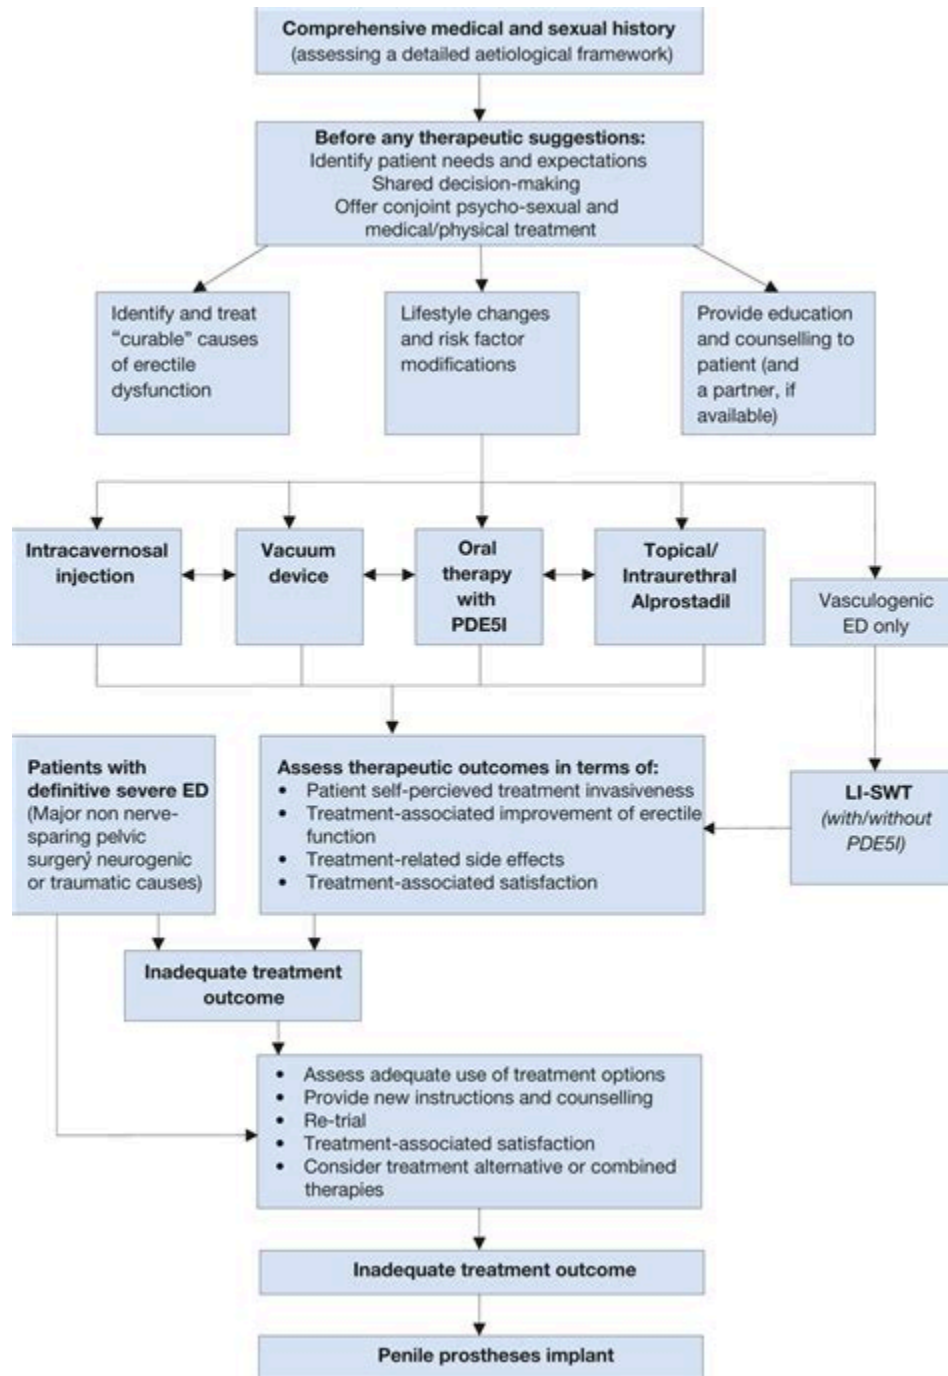 Comprehensive medical and sexual history
(assessing a detailed aetiological framework)
Before any therapeutic suggestions:
Identify patient needs and expectations
Shared decision-making
Offer conjoint psycho-sexual and
medical/physical treatment
Identify and treat
“curable” causes
of erectile
dysfunction
Lifestyle changes
and risk factor
modifications
Provide education
and counselling to
patient (and
a partner, if
available)
Intracavernosal
injection
Vacuum
device
Oral
therapy
with
PDE5I
Topical/
Intraurethral
Alprostadil
Vasculogenic
ED only
Patients with
definitive severe ED
(Major non nerve-
sparing pelvic
surgery, neurogenic
or traumatic causes)
Assess therapeutic outcomes in terms of:
• Patient self-percieved treatment invasiveness
• Treatment-associated improvement of erectile
function
• Treatment-related side effects
• Treatment-associated satisfaction
LI-SWT
(with/without
PDE5I)
Inadequate treatment
outcome
• Assess adequate use of treatment options
• Provide new instructions and counselling
• Re-trial
• Treatment-associated satisfaction
• Consider treatment alternative or combined
therapies
Inadequate treatment outcome
Penile prostheses implant